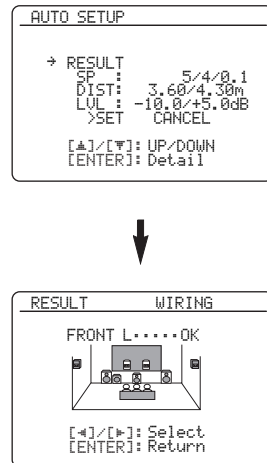 AUTO SETUP
→ RESULT
SP : 5/4/0.1
DIST: 3.60/4.30m
LVL : -10.0/+5.0dB
>SET CANCEL
[▲]/[▼]: UP/DOWN
[ENTER]: Detail
RESULT WIRING
FRONT L·····OK
[◀]/[▶]: Select
[ENTER]: Return